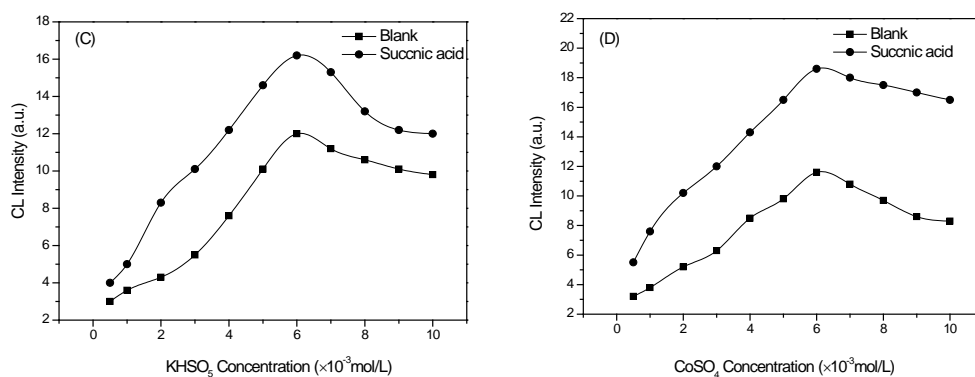 (C)
Blank
Succnic acid
CL Intensity (a.u.)
18
16
14
12
10
8
6
4
2
0 2 4 6 8 10
KHSO₅ Concentration (×10⁻³mol/L)
(D)
Blank
Succnic acid
CL Intensity (a.u.)
22
20
18
16
14
12
10
8
6
4
2
0 2 4 6 8 10
CoSO₄ Concentration (×10⁻³mol/L)